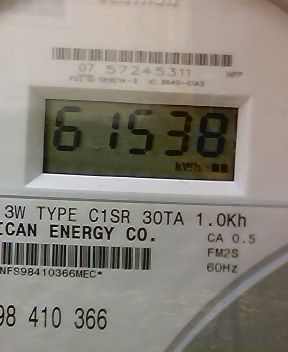 07 57245311 MPP
61538
kWh
3W TYPE C1SR 30TA 1.0Kh
ICAN ENERGY CO.
CA 0.5
FM2S
60Hz
NFS98410366MEC*
98 410 366